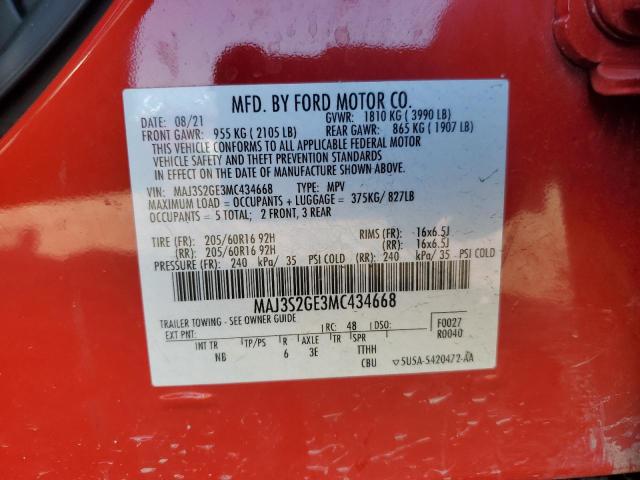 MFD. BY FORD MOTOR CO.
DATE: 08/21 GVWR: 1810 KG ( 3990 LB)
FRONT GAWR: 955 KG ( 2105 LB) REAR GAWR: 865 KG ( 1907 LB)
THIS VEHICLE CONFORMS TO ALL APPLICABLE FEDERAL MOTOR
VEHICLE SAFETY AND THEFT PREVENTION STANDARDS
IN EFFECT ON THE DATE OF MANUFACTURE SHOWN ABOVE.
VIN: MAJ3S2GE3MC434668 TYPE: MPV
MAXIMUM LOAD = OCCUPANTS + LUGGAGE = 375KG/ 827LB
OCCUPANTS = 5 TOTAL; 2 FRONT, 3 REAR
TIRE (FR): 205/60R16 92H RIMS (FR): 16x6.5J
(RR): 205/60R16 92H (RR): 16x6.5J
PRESSURE (FR): 240 kPa/ 35 PSI COLD (RR): 240 kPa/ 35 PSI COLD
MAJ3S2GE3MC434668
TRAILER TOWING - SEE OWNER GUIDE
EXT PNT: RC: 48 DSO: F0027
R0040
INT TR TP/PS R AXLE TR SPR
NB 6 3E TTHH
CBU ▽5USA-S420472-AA